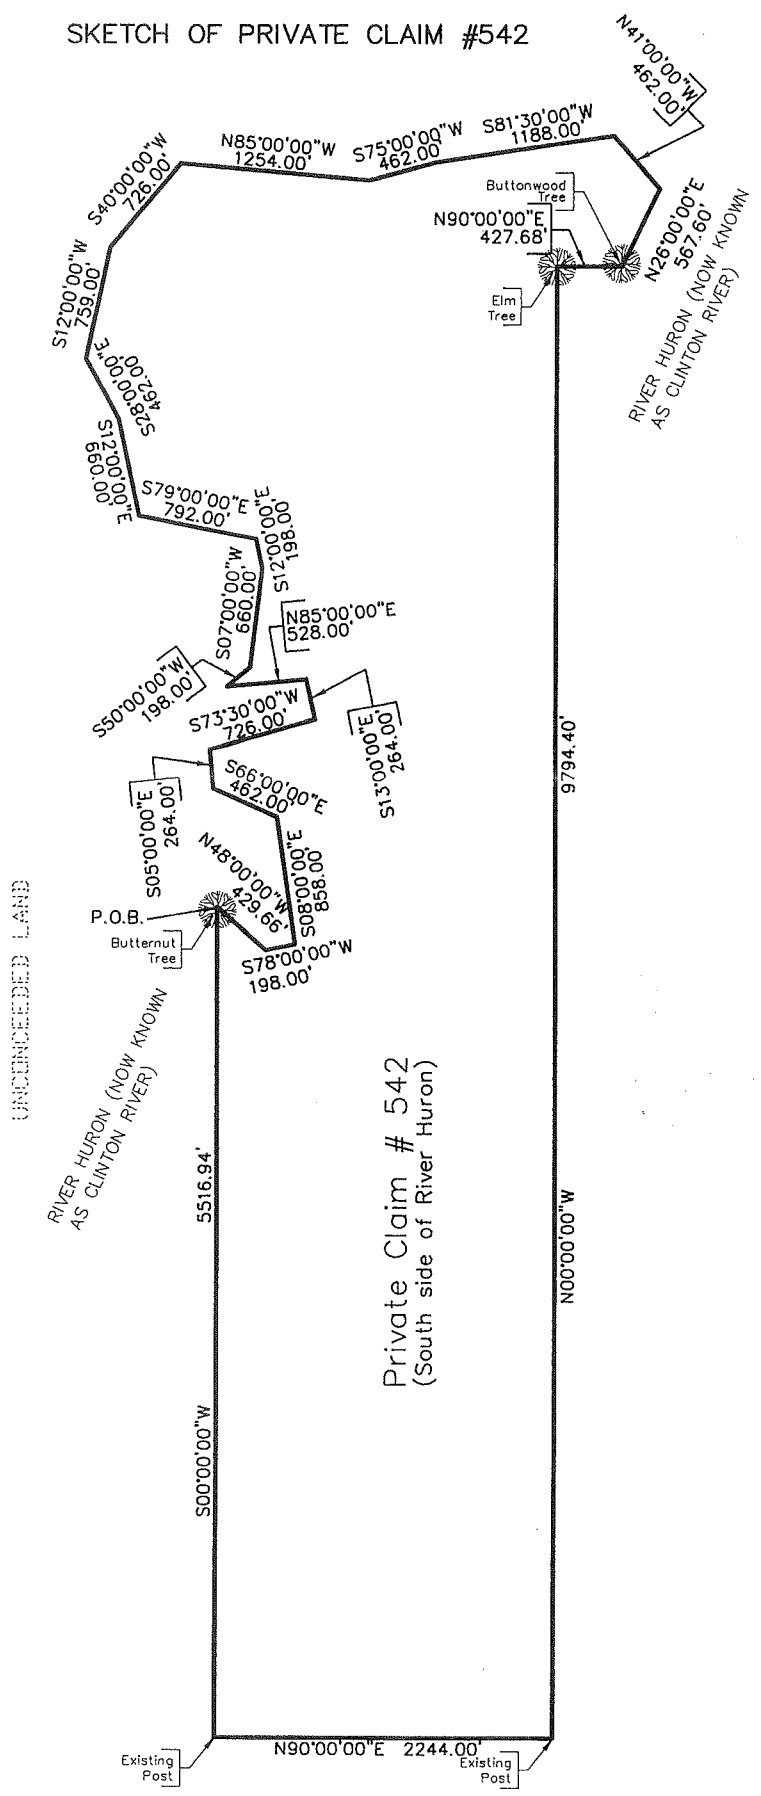 SKETCH OF PRIVATE CLAIM #542
N41°00'00"W
462.00'
S81°30'00"W
1188.00'
S75°00'00"W
462.00'
N85°00'00"W
1254.00'
S40°00'00"W
726.00'
Buttonwood
Tree
N90°00'00"E
427.68'
N26°00'00"E
567.60'
RIVER HURON (NOW KNOWN
AS CLINTON RIVER)
Elm
Tree
S12°00'00"W
759.00'
S28°00'00"E
462.00'
S12°00'00"E
660.00'
S79°00'00"E
792.00'
S12°00'00"E
198.00'
S07°00'00"W
660.00'
N85°00'00"E
528.00'
S50°00'00"W
198.00'
S73°30'00"W
726.00'
S13°00'00"E
264.00'
9794.40'
S66°00'00"E
462.00'
S05°00'00"E
264.00'
N48°00'00"W
429.66'
S08°00'00"E
858.00'
P.O.B.
Butternut
Tree
S78°00'00"W
198.00'
UNCONCEEDED LAND
RIVER HURON (NOW KNOWN
AS CLINTON RIVER)
Private Claim # 542
(South side of River Huron)
5516.94'
N00°00'00"W
S00°00'00"W
N90°00'00"E 2244.00'
Existing
Post
Existing
Post